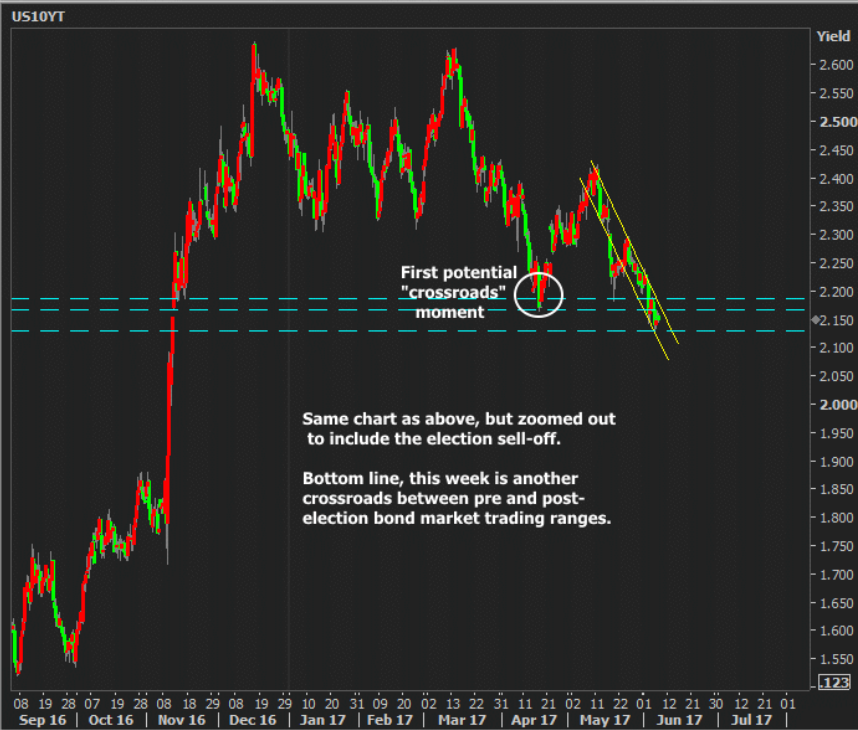 US10YT
Yield
2.600
2.550
2.500
2.450
2.400
2.350
2.300
2.250
2.200
2.150
2.100
2.050
2.000
1.950
1.900
1.850
1.800
1.750
1.700
1.650
1.600
1.550
.123
First potential
"crossroads"
moment
Same chart as above, but zoomed out
to include the election sell-off.
Bottom line, this week is another
crossroads between pre and post-
election bond market trading ranges.
08 19 28 07 19 28 08 18 29 08 19 29 10 20 31 09 21 02 13 23 03 11 21 02 11 22 01 12 21 30 12 21 01
Sep 16 | Oct 16 | Nov 16 | Dec 16 | Jan 17 | Feb 17 | Mar 17 | Apr 17 | May 17 | Jun 17 | Jul 17 |